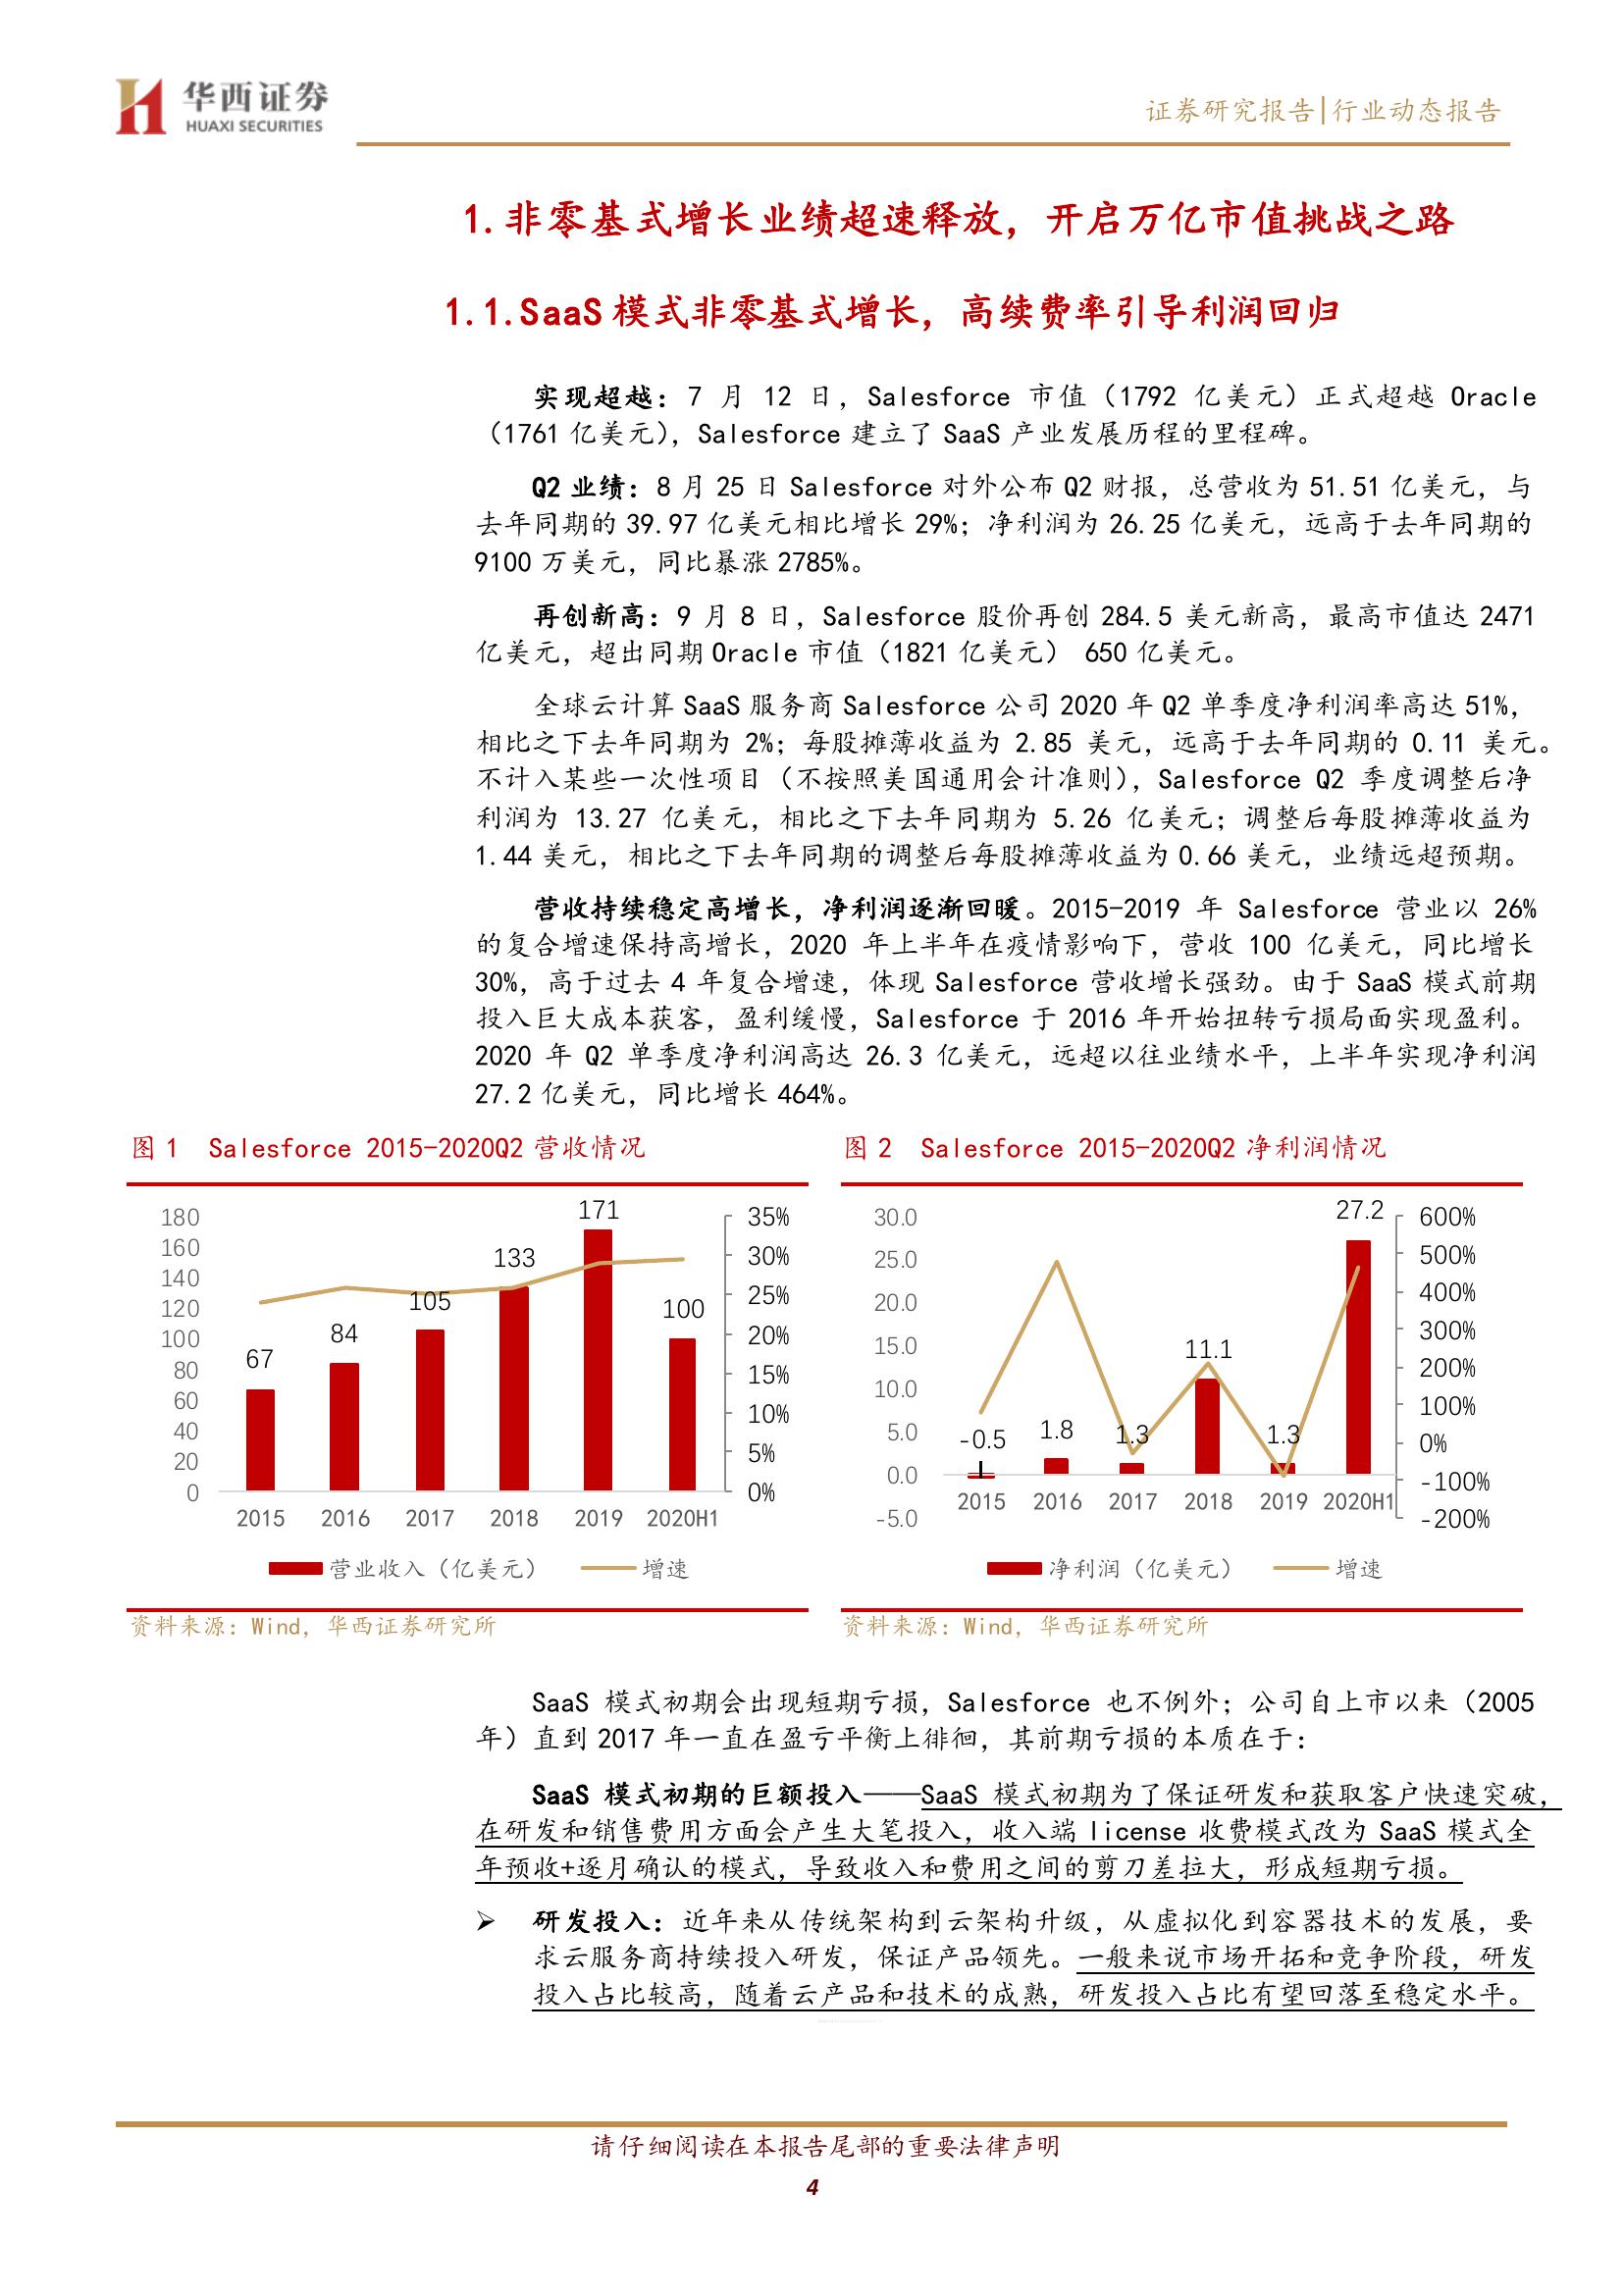 华西证券
HUAXI SECURITIES
证券研究报告|行业动态报告
1.非零基式增长业绩超速释放，开启万亿市值挑战之路
1.1.SaaS模式非零基式增长，高续费率引导利润回归
实现超越：7 月 12 日，Salesforce 市值（1792 亿美元）正式超越 Oracle
（1761 亿美元），Salesforce 建立了 SaaS 产业发展历程的里程碑。
Q2 业绩：8 月 25 日 Salesforce 对外公布 Q2 财报，总营收为 51.51 亿美元，与
去年同期的 39.97 亿美元相比增长 29%；净利润为 26.25 亿美元，远高于去年同期的
9100 万美元，同比暴涨 2785%。
再创新高：9 月 8 日，Salesforce 股价再创 284.5 美元新高，最高市值达 2471
亿美元，超出同期 Oracle 市值（1821 亿美元） 650 亿美元。
全球云计算 SaaS 服务商 Salesforce 公司 2020 年 Q2 单季度净利润率高达 51%，
相比之下去年同期为 2%；每股摊薄收益为 2.85 美元，远高于去年同期的 0.11 美元。
不计入某些一次性项目（不按照美国通用会计准则），Salesforce Q2 季度调整后净
利润为 13.27 亿美元，相比之下去年同期为 5.26 亿美元；调整后每股摊薄收益为
1.44 美元，相比之下去年同期的调整后每股摊薄收益为 0.66 美元，业绩远超预期。
营收持续稳定高增长，净利润逐渐回暖。2015-2019 年 Salesforce 营业以 26%
的复合增速保持高增长，2020 年上半年在疫情影响下，营收 100 亿美元，同比增长
30%，高于过去 4 年复合增速，体现 Salesforce 营收增长强劲。由于 SaaS 模式前期
投入巨大成本获客，盈利缓慢，Salesforce 于 2016 年开始扭转亏损局面实现盈利。
2020 年 Q2 单季度净利润高达 26.3 亿美元，远超以往业绩水平，上半年实现净利润
27.2 亿美元，同比增长 464%。
图 1 Salesforce 2015-2020Q2 营收情况
180
160
140
120
100
80
60
40
20
0
67
84
105
133
171
100
35%
30%
25%
20%
15%
10%
5%
0%
2015 2016 2017 2018 2019 2020H1
营业收入（亿美元） 增速
资料来源：Wind，华西证券研究所
图 2 Salesforce 2015-2020Q2 净利润情况
30.0
25.0
20.0
15.0
10.0
5.0
0.0
-5.0
-0.5
1.8
1.3
11.1
1.3
27.2
600%
500%
400%
300%
200%
100%
0%
-100%
-200%
2015 2016 2017 2018 2019 2020H1
净利润（亿美元） 增速
资料来源：Wind，华西证券研究所
SaaS 模式初期会出现短期亏损，Salesforce 也不例外；公司自上市以来（2005
年）直到 2017 年一直在盈亏平衡上徘徊，其前期亏损的本质在于：
SaaS 模式初期的巨额投入——SaaS 模式初期为了保证研发和获取客户快速突破，
在研发和销售费用方面会产生大笔投入，收入端 license 收费模式改为 SaaS 模式全
年预收+逐月确认的模式，导致收入和费用之间的剪刀差拉大，形成短期亏损。
➢ 研发投入：近年来从传统架构到云架构升级，从虚拟化到容器技术的发展，要
求云服务商持续投入研发，保证产品领先。一般来说市场开拓和竞争阶段，研发
投入占比较高，随着云产品和技术的成熟，研发投入占比有望回落至稳定水平。
请仔细阅读在本报告尾部的重要法律声明
4